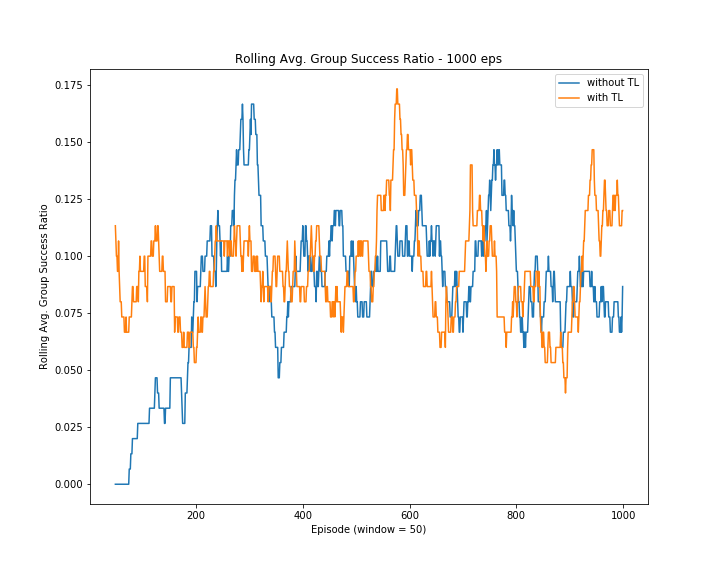 Rolling Avg. Group Success Ratio - 1000 eps
without TL
with TL
Rolling Avg. Group Success Ratio
0.175
0.150
0.125
0.100
0.075
0.050
0.025
0.000
200
400
600
800
1000
Episode (window = 50)